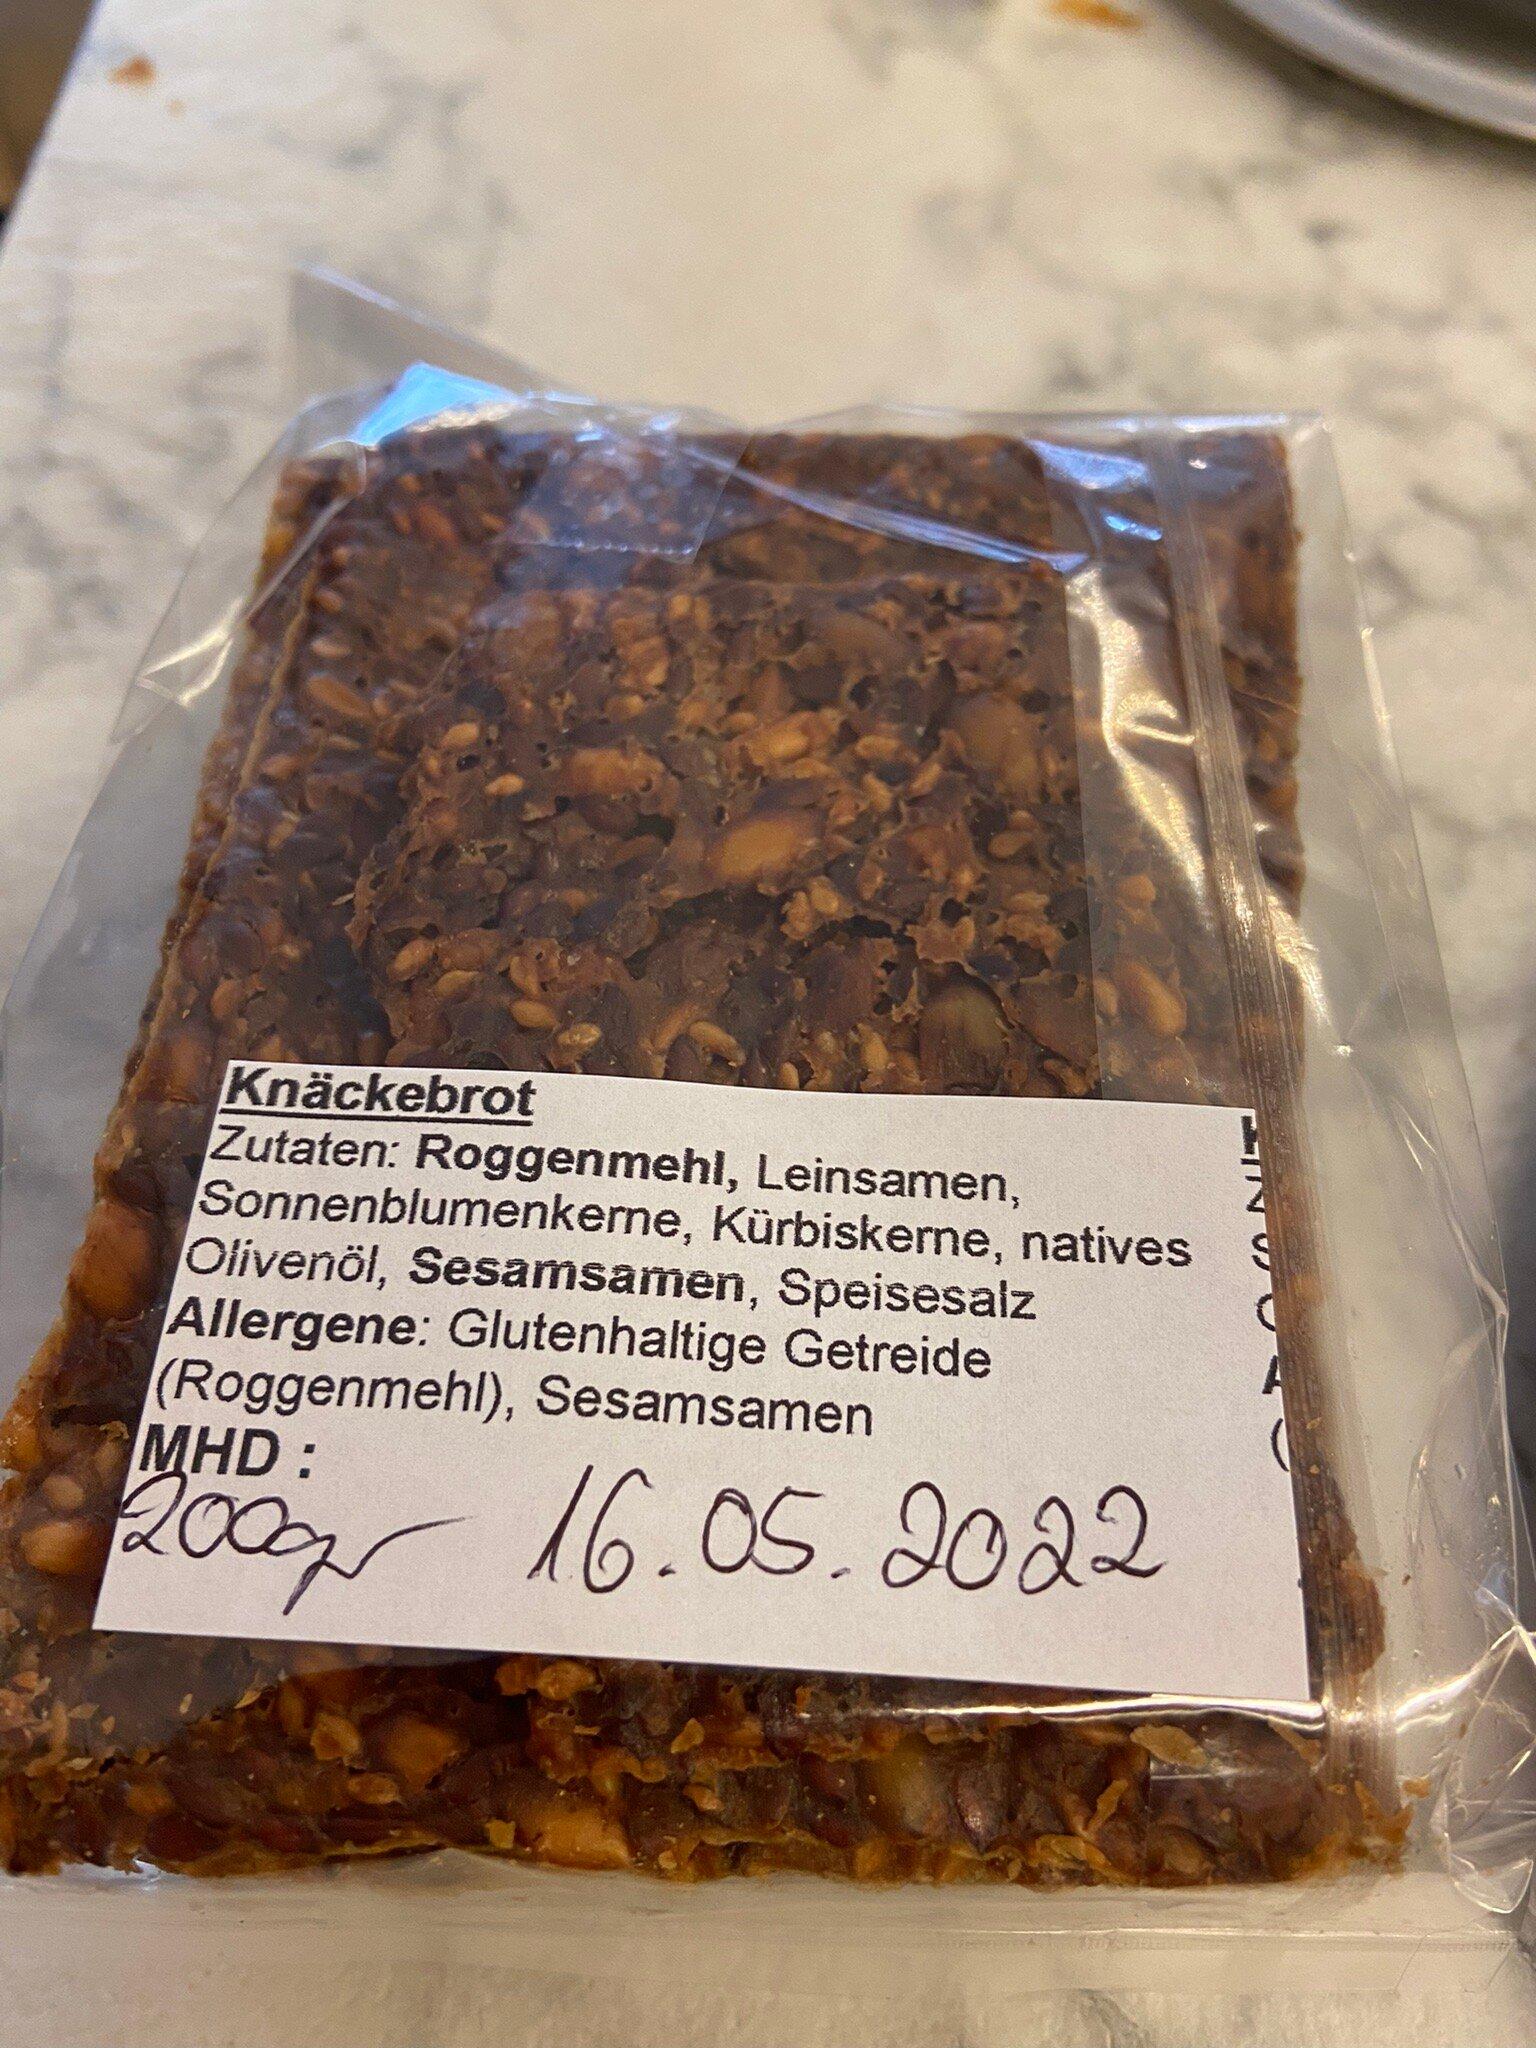 Knäckebrot
Zutaten: Roggenmehl, Leinsamen,
Sonnenblumenkerne, Kürbiskerne, natives
Olivenöl, Sesamsamen, Speisesalz
Allergene: Glutenhaltige Getreide
(Roggenmehl), Sesamsamen
MHD :
200gr 16.05.2022